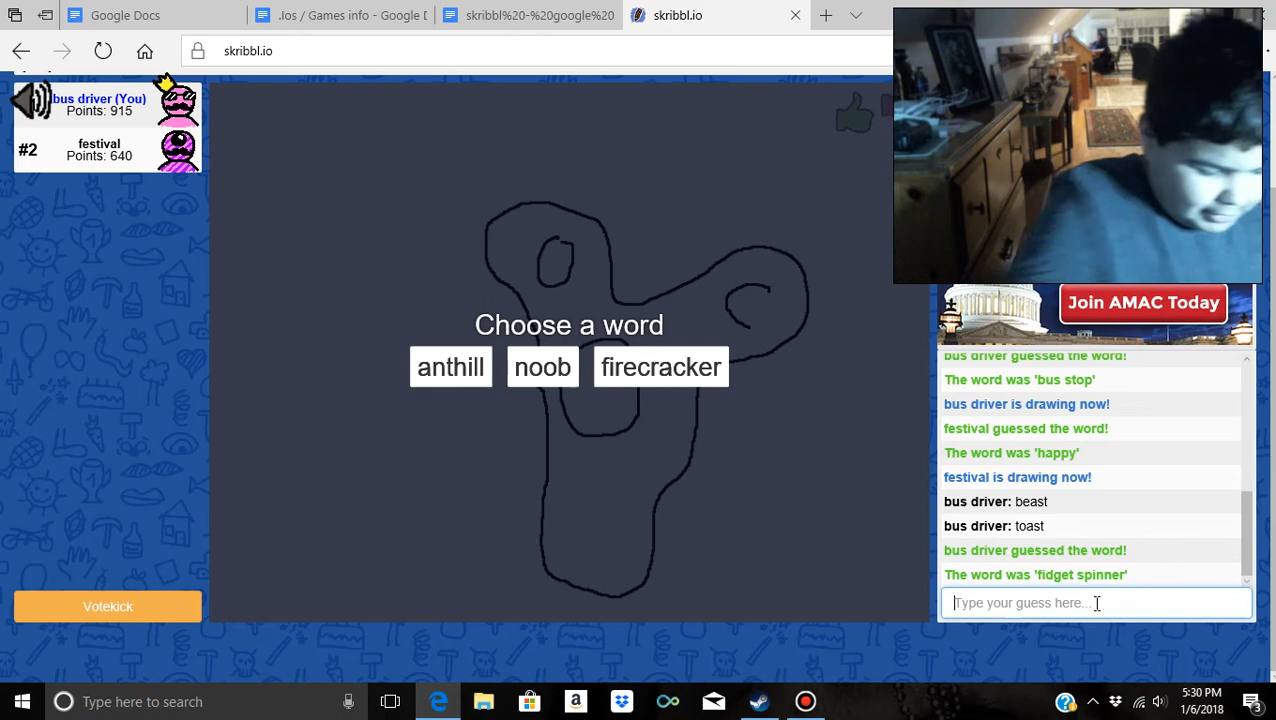 Google Docs
.Ios / Games info - Google D
skribbl%20-%20google%20
skribbl.io
skribbl.io
bus driver (You)
Points: 915
#2
festival
Points: 640
Choose a word
anthill
noob
firecracker
Join AMAC Today
bus driver guessed the word!
The word was 'bus stop'
bus driver is drawing now!
festival guessed the word!
The word was 'happy'
festival is drawing now!
bus driver: beast
bus driver: toast
bus driver guessed the word!
The word was 'fidget spinner'
Type your guess here...
Votekick
Type here to search
5:30 PM
1/6/2018
3